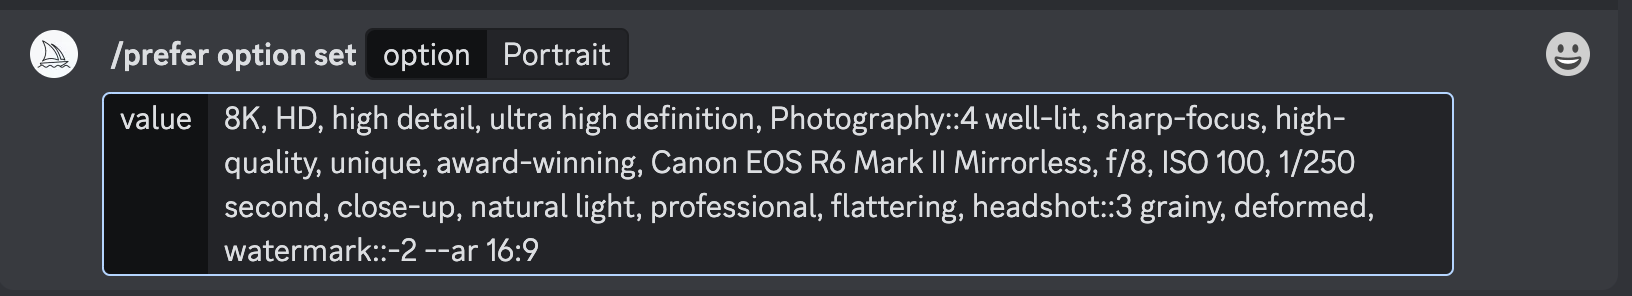 /prefer option set option Portrait
value 8K, HD, high detail, ultra high definition, Photography::4 well-lit, sharp-focus, high-
quality, unique, award-winning, Canon EOS R6 Mark II Mirrorless, f/8, ISO 100, 1/250
second, close-up, natural light, professional, flattering, headshot::3 grainy, deformed,
watermark::-2 --ar 16:9